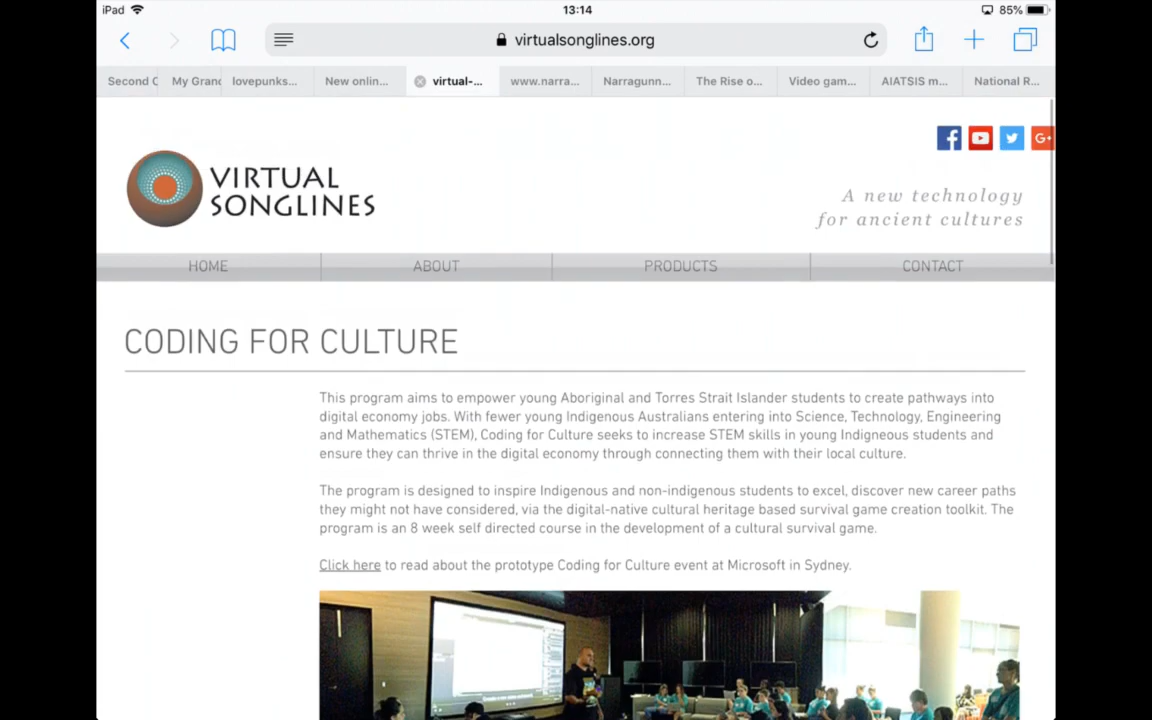 iPad 13:14 85%
virtualsonglines.org
Second C My Grand lovepunks... New onlin... virtual-... www.narra... Narragunn... The Rise o... Video gam... AIATSIS m... National R...
G+
VIRTUAL
SONGLINES
A new technology
for ancient cultures
HOME ABOUT PRODUCTS CONTACT
CODING FOR CULTURE
This program aims to empower young Aboriginal and Torres Strait Islander students to create pathways into
digital economy jobs. With fewer young Indigenous Australians entering into Science, Technology, Engineering
and Mathematics (STEM), Coding for Culture seeks to increase STEM skills in young Indigneous students and
ensure they can thrive in the digital economy through connecting them with their local culture.
The program is designed to inspire Indigenous and non-indigenous students to excel, discover new career paths
they might not have considered, via the digital-native cultural heritage based survival game creation toolkit. The
program is an 8 week self directed course in the development of a cultural survival game.
Click here to read about the prototype Coding for Culture event at Microsoft in Sydney.